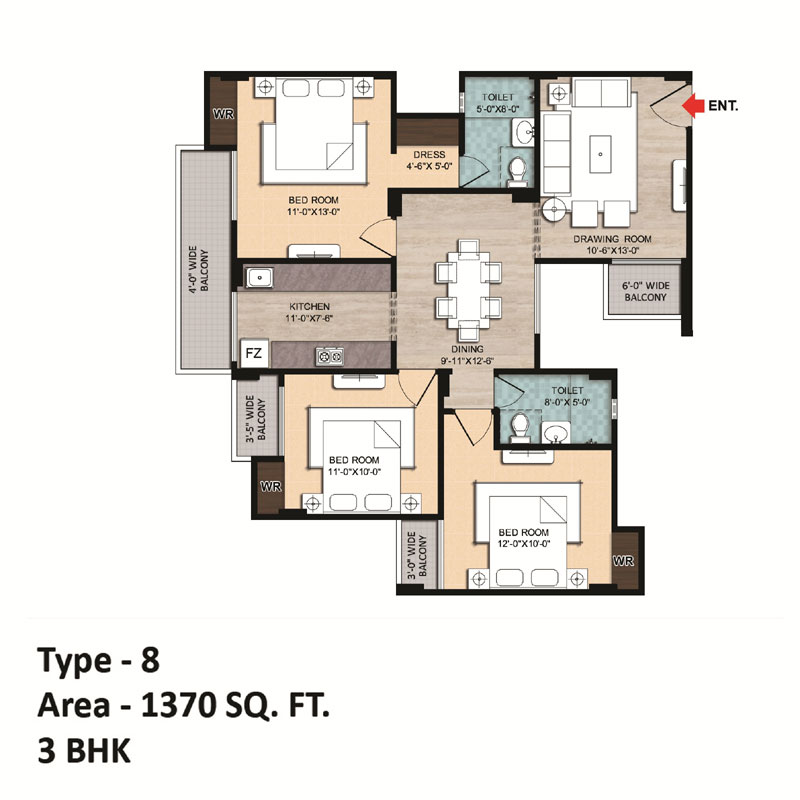 WR
TOILET
5'-0"X8'-0"
ENT.
DRESS
4'-6"X 5'-0"
BED ROOM
11'-0"X13'-0"
DRAWING ROOM
10'-6"X13'-0"
4'-0" WIDE
BALCONY
6'-0" WIDE
BALCONY
KITCHEN
11'-0"X7'-6"
FZ
DINING
9'-11"X12'-6"
TOILET
8'-0"X 5'-0"
3'-5" WIDE
BALCONY
BED ROOM
11'-0"X10'-0"
WR
BED ROOM
12'-0"X10'-0"
3'-0" WIDE
BALCONY
WR
Type - 8
Area - 1370 SQ. FT.
3 BHK